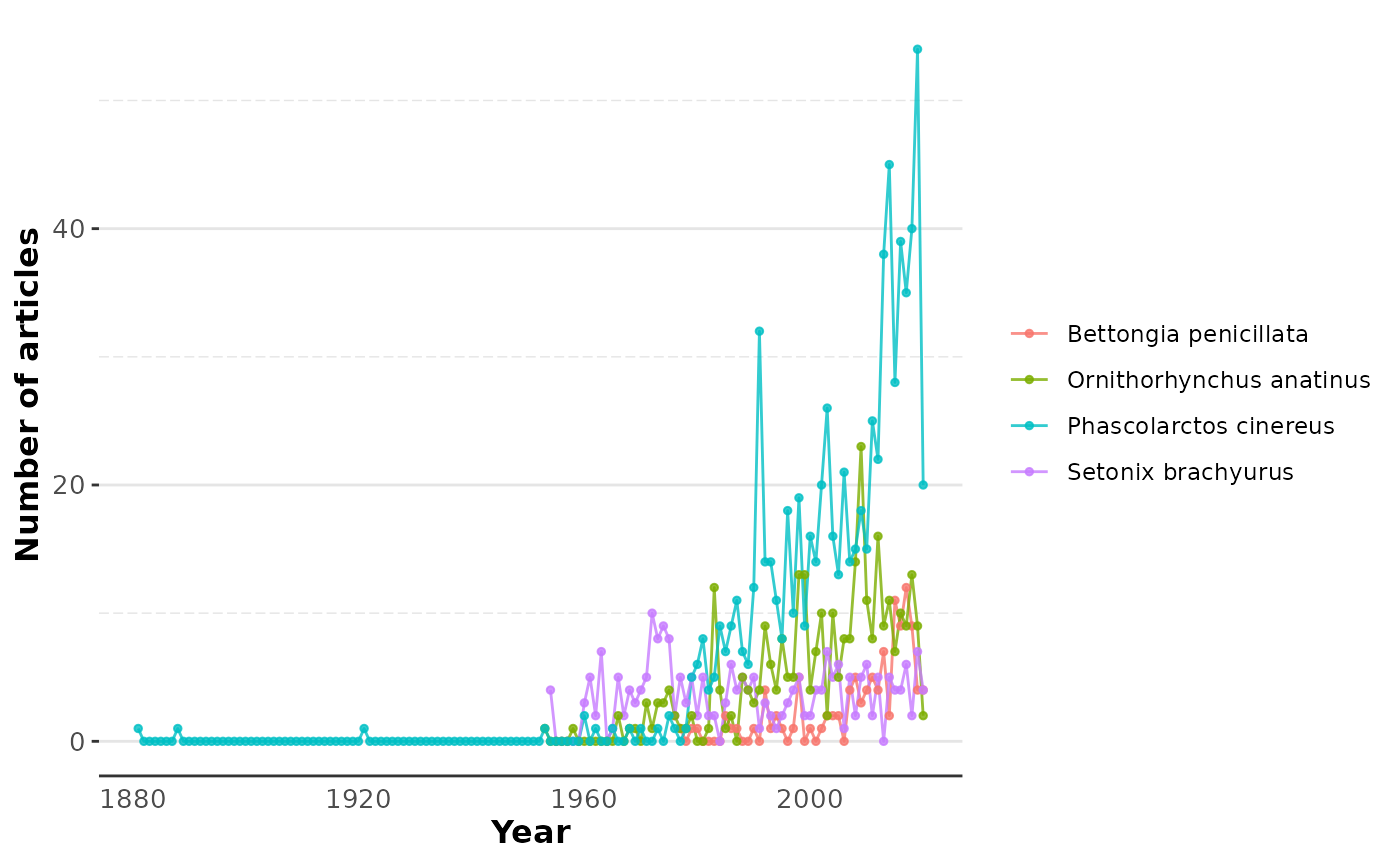 Number of articles
40
20
0
1880 1920 1960 2000
Year
Bettongia penicillata
Ornithorhynchus anatinus
Phascolarctos cinereus
Setonix brachyurus